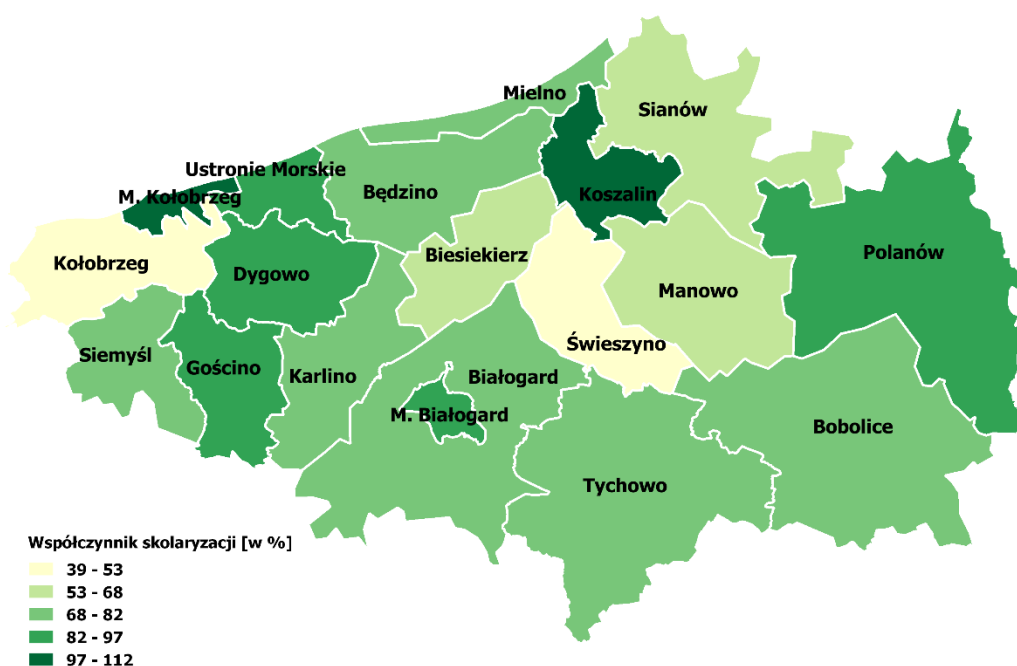 Mielno
Sianów
Ustronie Morskie
M. Kołobrzeg
Będzino
Koszalin
Kołobrzeg
Dygowo
Biesiekierz
Polanów
Manowo
Siemyśl
Gościno
Karlino
Białogard
Świeszyno
M. Białogard
Bobolice
Tychowo
Współczynnik skolaryzacji [w %]
39 - 53
53 - 68
68 - 82
82 - 97
97 - 112